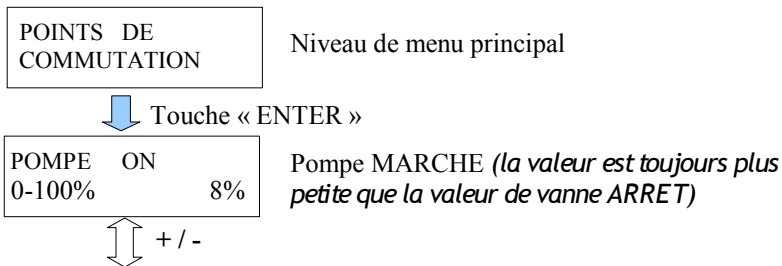 POINTS DE
COMMUTATION
Niveau de menu principal
Touche « ENTER »
POMPE ON
0-100% 8%
Pompe MARCHE (la valeur est toujours plus
petite que la valeur de vanne ARRET)
+ / -